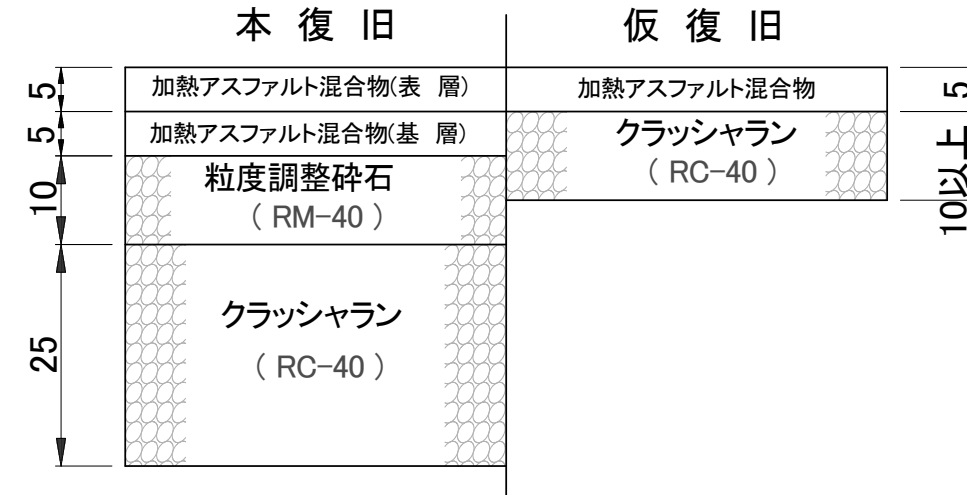 本 復 旧
仮 復 旧
5
加熱アスファルト混合物(表 層)
加熱アスファルト混合物
5
5
加熱アスファルト混合物(基 層)
クラッシャラン
( RC-40 )
10以上
10
粒度調整砕石
( RM-40 )
25
クラッシャラン
( RC-40 )